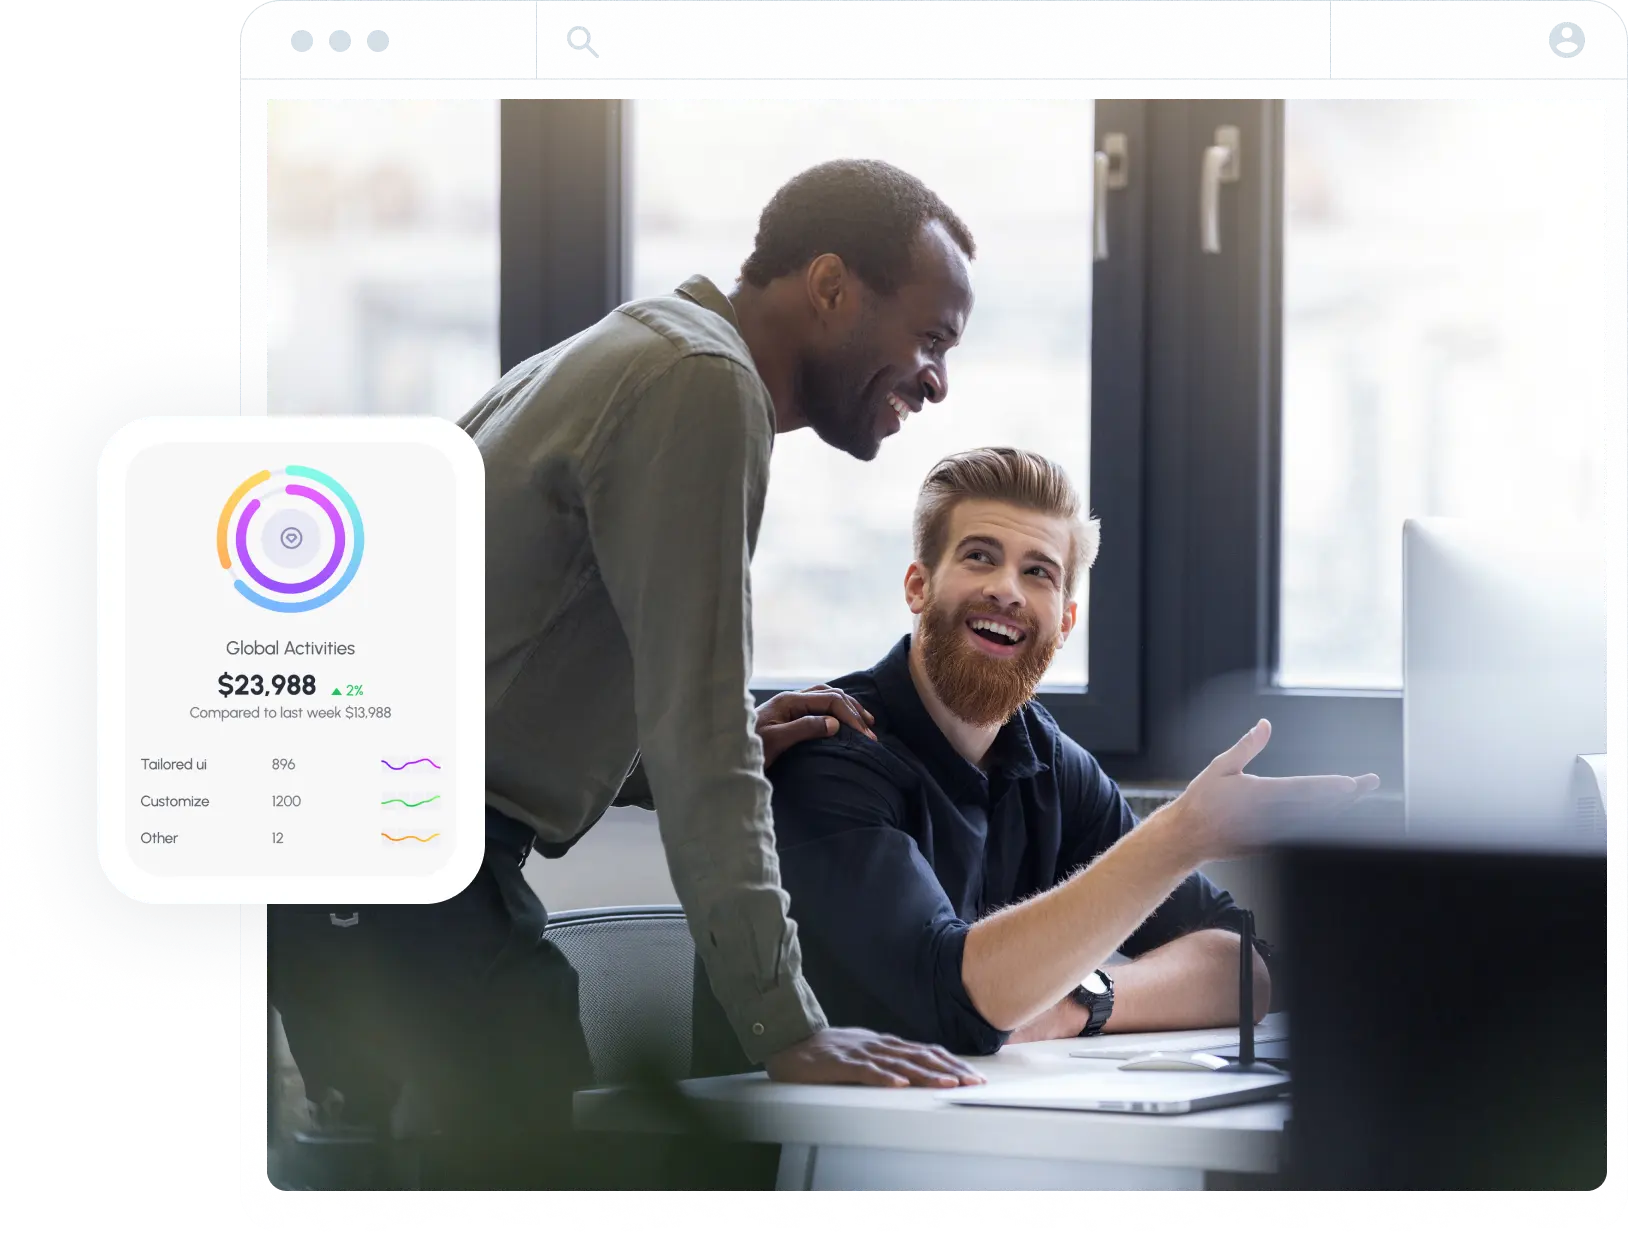 Global Activities
$23,988 ▲ 2%
Compared to last week $13,988
Tailored ui 896
Customize 1200
Other 12